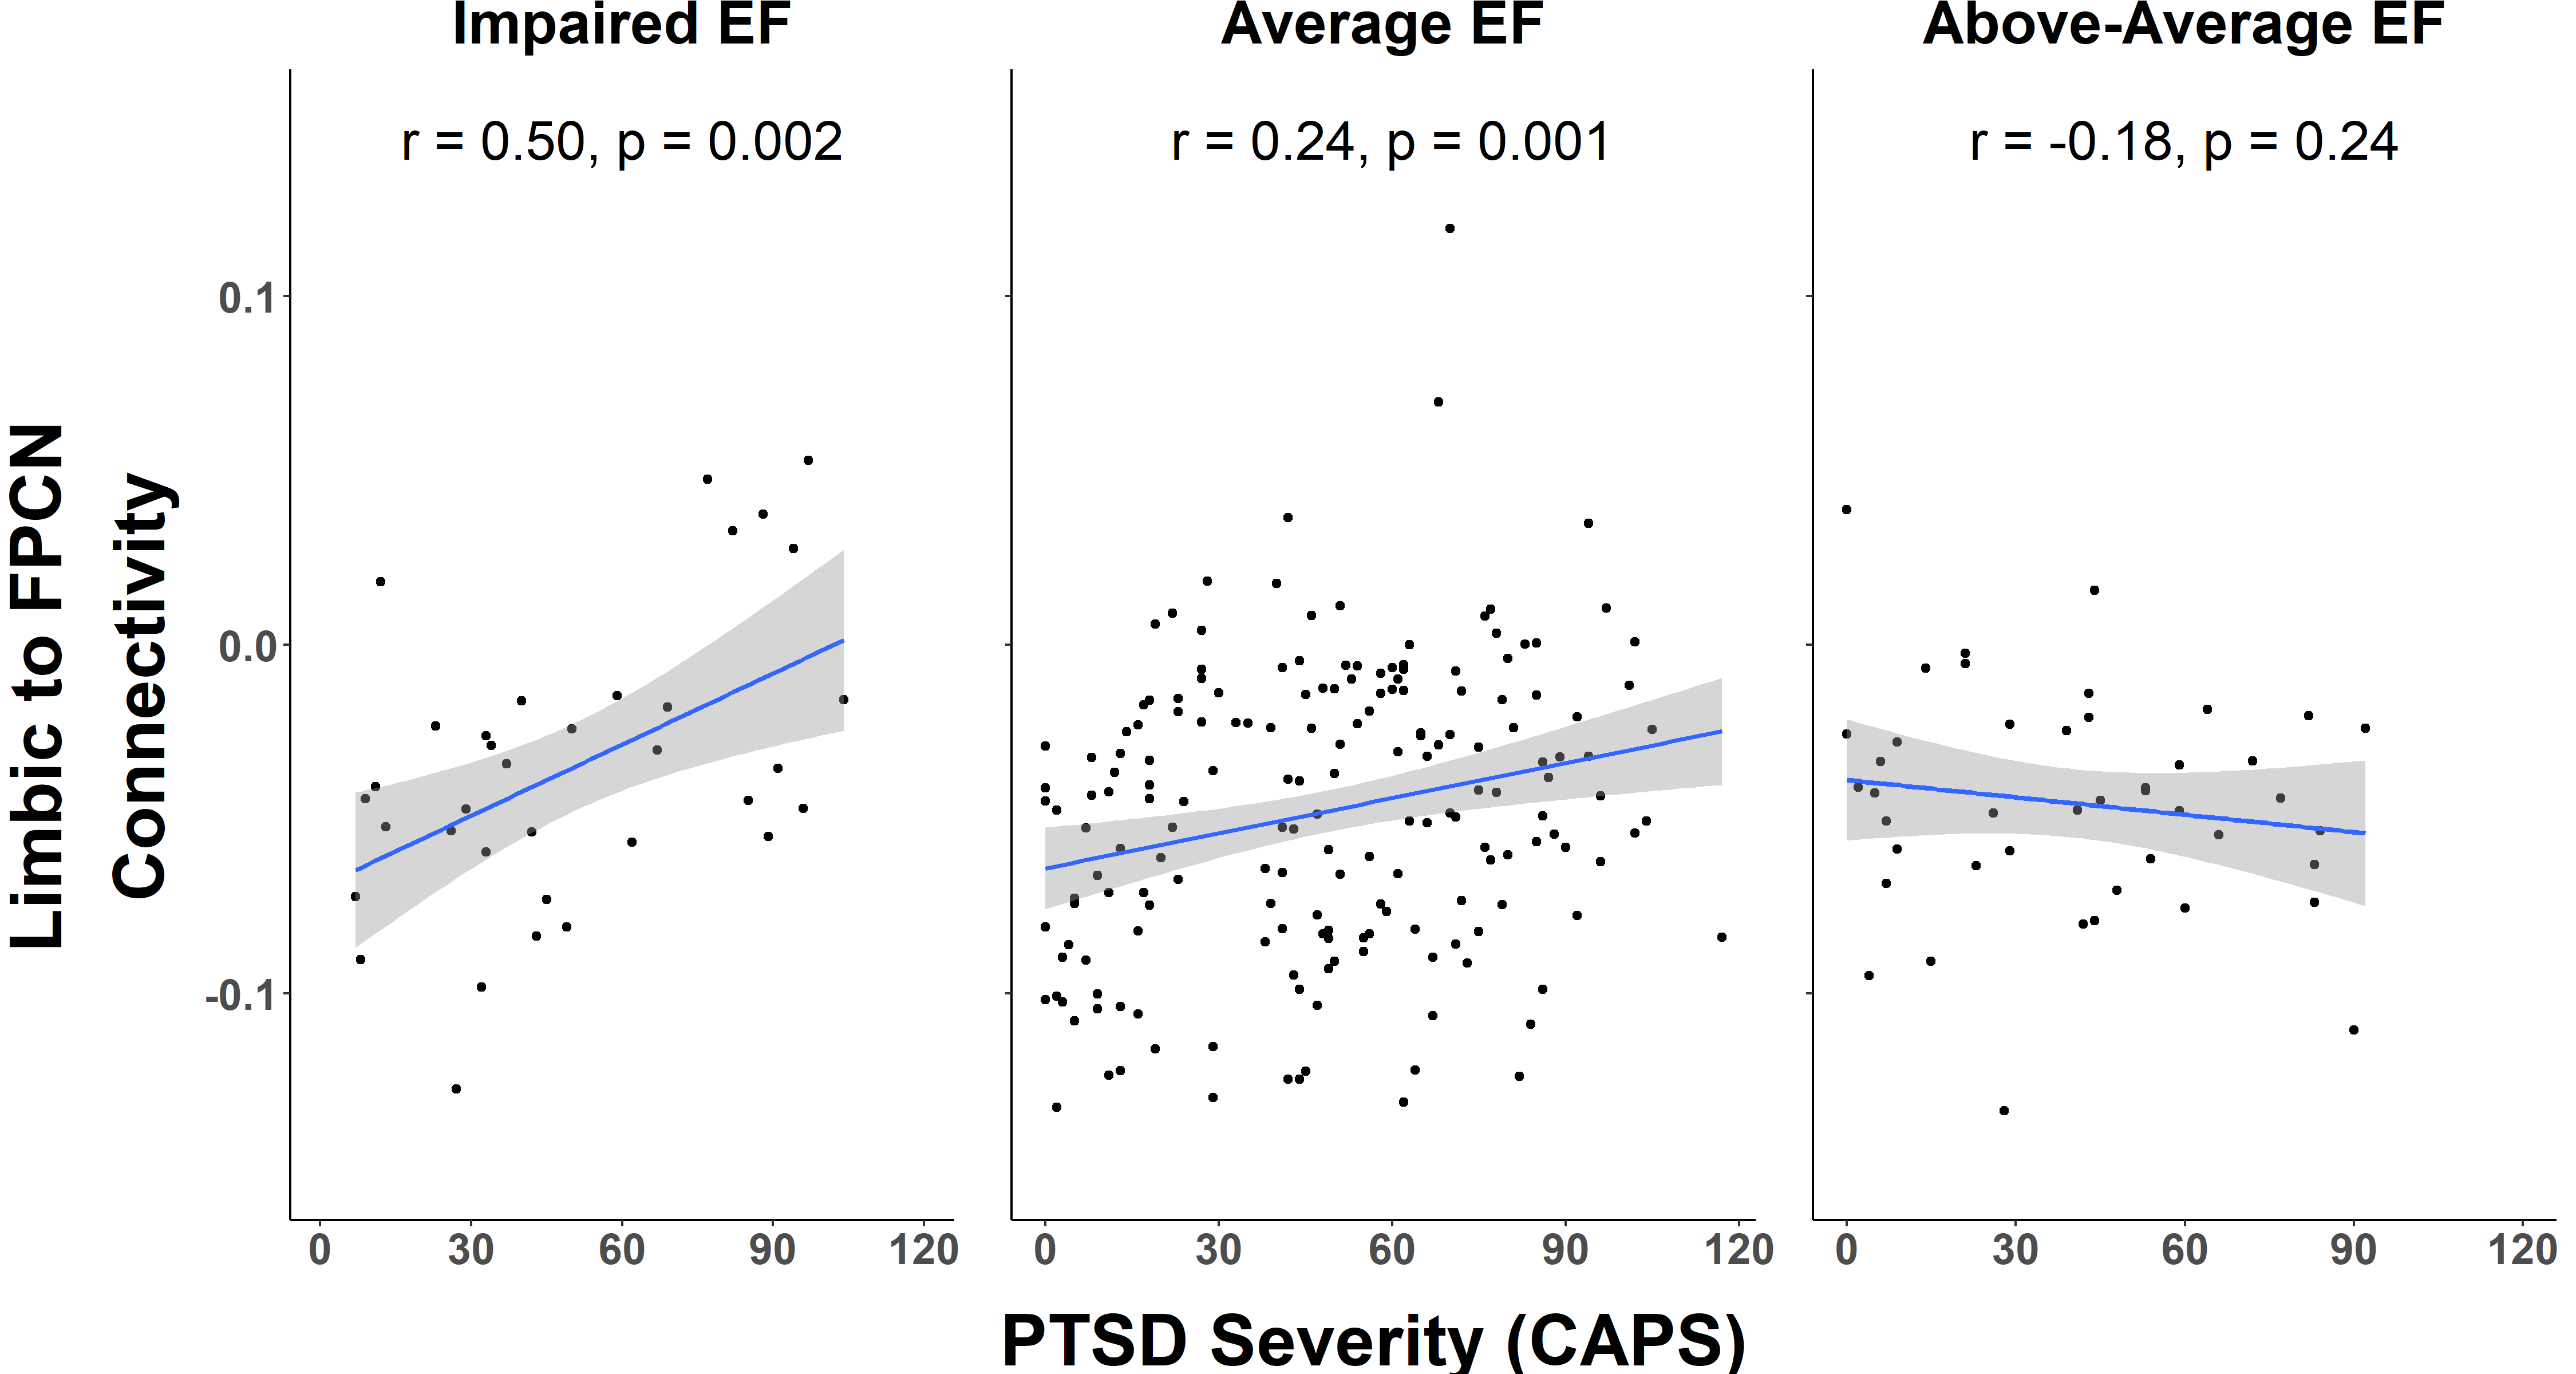 Impaired EF
Average EF
Above-Average EF
r = 0.50, p = 0.002
r = 0.24, p = 0.001
r = -0.18, p = 0.24
Limbic to FPCN
Connectivity
0.1
0.0
-0.1
0 30 60 90 120
0 30 60 90 120
0 30 60 90 120
PTSD Severity (CAPS)